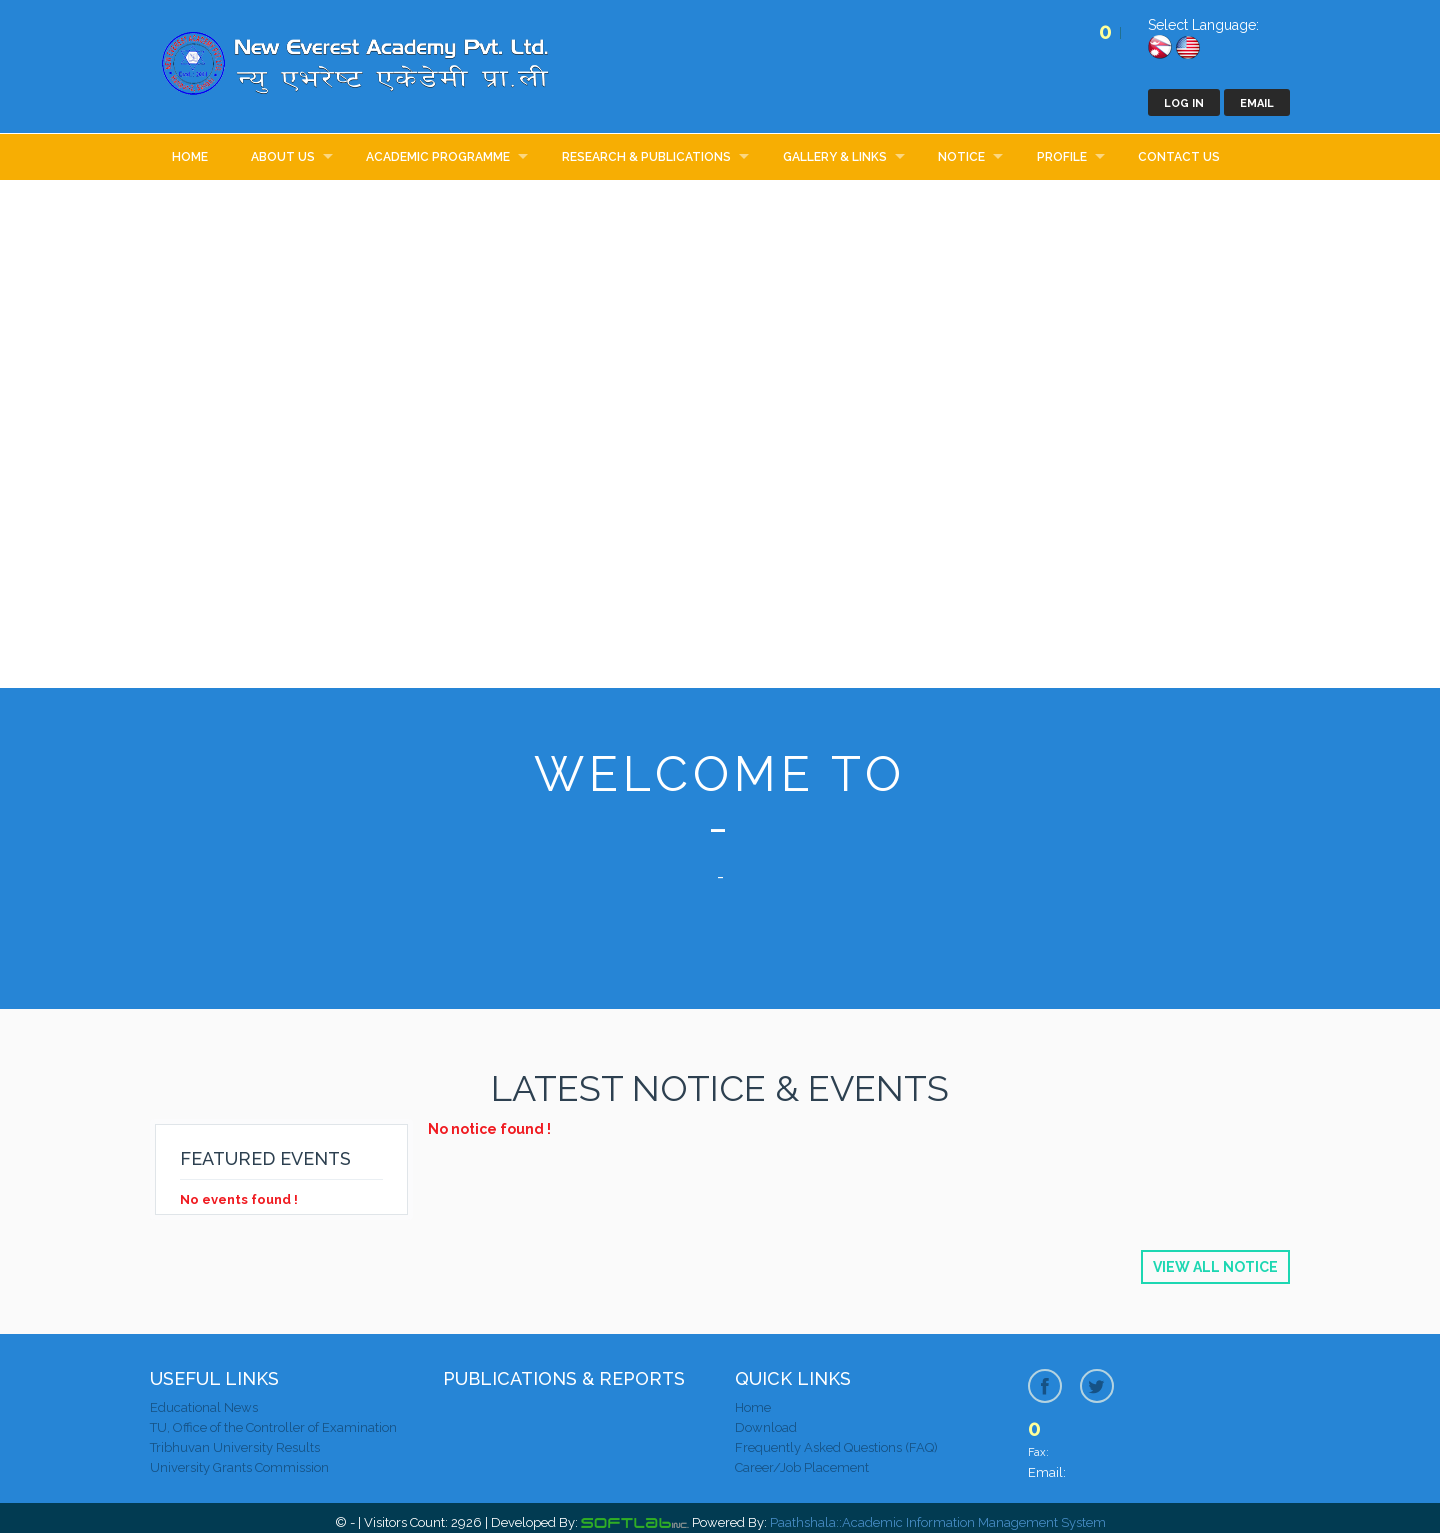 New Everest Academy Pvt. Ltd.
न्यु एभरेष्ट एकेडेमी प्रा.ली
0 |
Select Language:
LOG IN EMAIL
HOME ABOUT US ACADEMIC PROGRAMME RESEARCH & PUBLICATIONS GALLERY & LINKS NOTICE PROFILE CONTACT US
WELCOME TO
-
-
LATEST NOTICE & EVENTS
FEATURED EVENTS
No events found !
No notice found !
VIEW ALL NOTICE
USEFUL LINKS
Educational News
TU, Office of the Controller of Examination
Tribhuvan University Results
University Grants Commission
PUBLICATIONS & REPORTS
QUICK LINKS
Home
Download
Frequently Asked Questions (FAQ)
Career/Job Placement
0
Fax:
Email:
© - | Visitors Count: 2926 | Developed By: SOFTLab INC. Powered By: Paathshala::Academic Information Management System